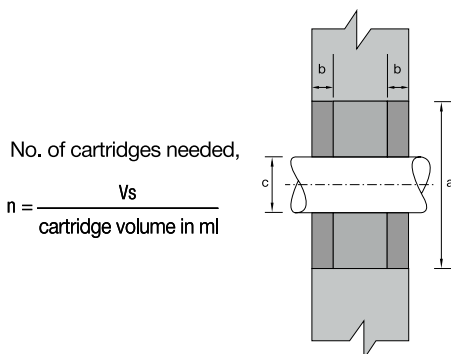 No. of cartridges needed,
n = Vs
cartridge volume in ml
b b
c
a